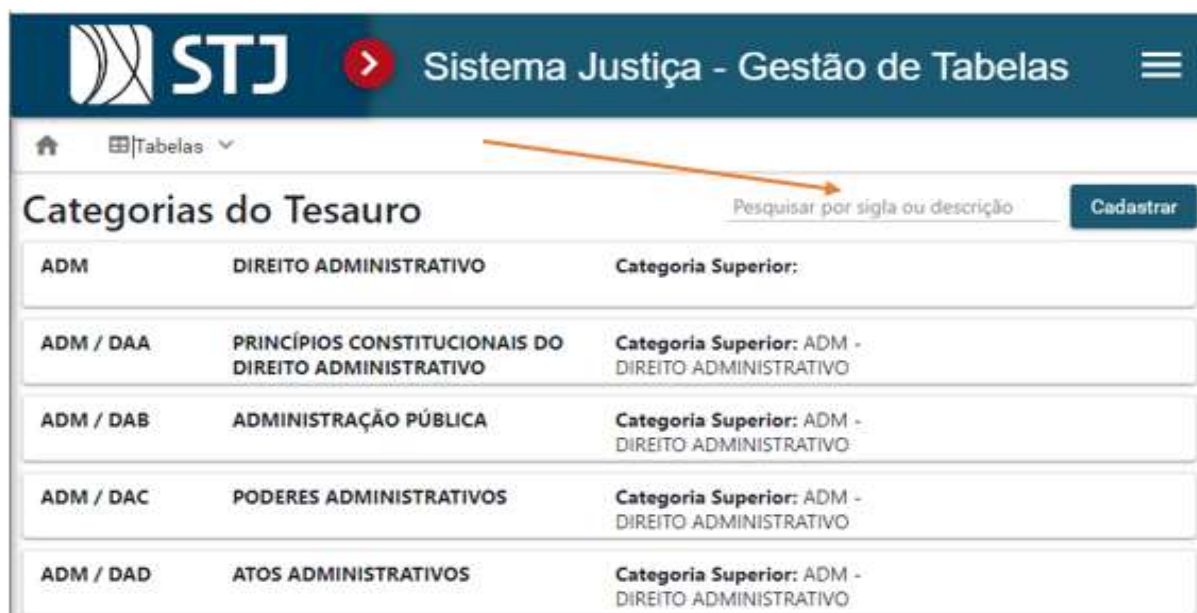 STJ
Sistema Justiça - Gestão de Tabelas
Tabelas
Categorias do Tesauro
Pesquisar por sigla ou descrição
Cadastrar
ADM
DIREITO ADMINISTRATIVO
Categoria Superior:
ADM / DAA
PRINCÍPIOS CONSTITUCIONAIS DO
DIREITO ADMINISTRATIVO
Categoria Superior: ADM -
DIREITO ADMINISTRATIVO
ADM / DAB
ADMINISTRAÇÃO PÚBLICA
Categoria Superior: ADM -
DIREITO ADMINISTRATIVO
ADM / DAC
PODERES ADMINISTRATIVOS
Categoria Superior: ADM -
DIREITO ADMINISTRATIVO
ADM / DAD
ATOS ADMINISTRATIVOS
Categoria Superior: ADM -
DIREITO ADMINISTRATIVO